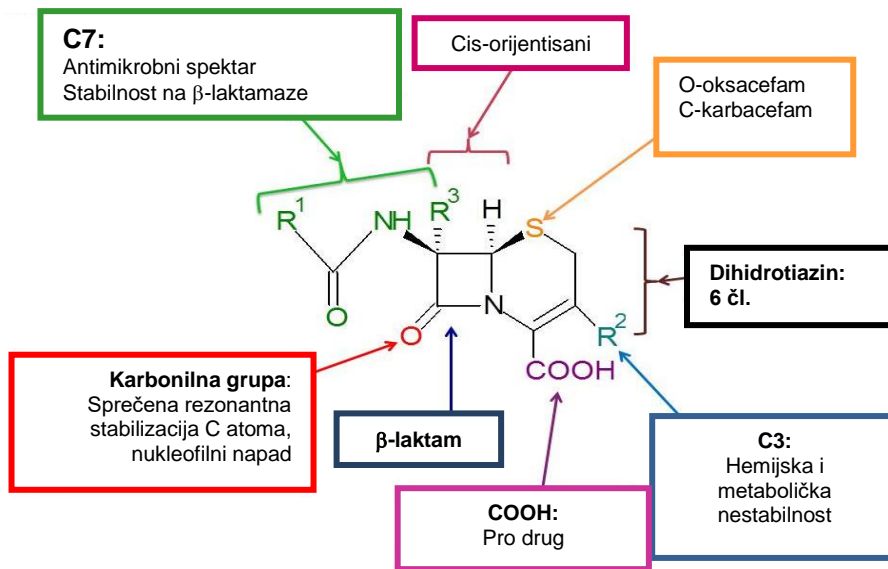 C7:
Antimikrobni spektar
Stabilnost na β-laktamaze
Cis-orijentisani
O-oksacefam
C-karbacefam
R1
NH
R3
H
S
O
N
O
R2
COOH
Dihidrotiazin:
6 čl.
Karbonilna grupa:
Sprečena rezonantna
stabilizacija C atoma,
nukleofilni napad
β-laktam
COOH:
Pro drug
C3:
Hemijska i
metabolička
nestabilnost